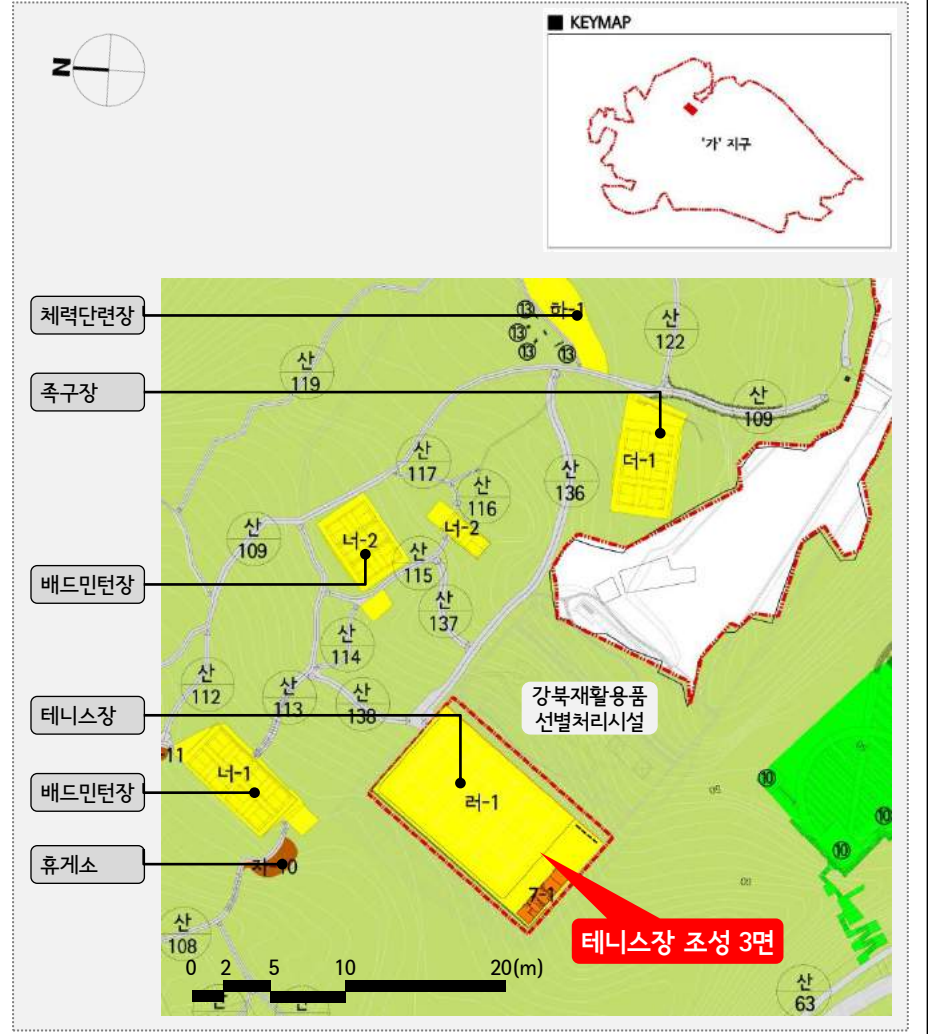 ■ KEYMAP
N
'가' 지구
체력단련장
하-1
⑬
⑬
⑬
⑬
산
122
산
119
족구장
산
109
더-1
산
117
산
136
산
116
너-2
산
109
너-2
산
115
배드민턴장
산
137
산
114
산
112
산
113
산
138
강북재활용품
선별처리시설
테니스장
11
너-1
⑩
배드민턴장
러-1
⑩
⑩
휴게소
산
108
테니스장 조성 3면
0 2 5 10 20(m)
산
63